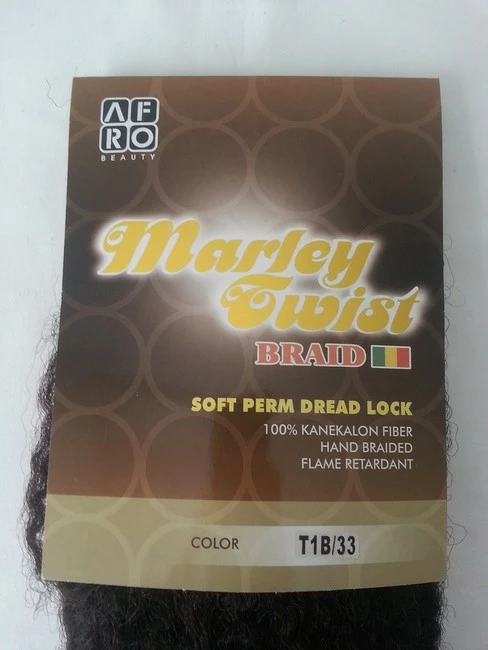 AF
RO
BEAUTY
Marley
Twist
BRAID
SOFT PERM DREAD LOCK
100% KANEKALON FIBER
HAND BRAIDED
FLAME RETARDANT
COLOR T1B/33